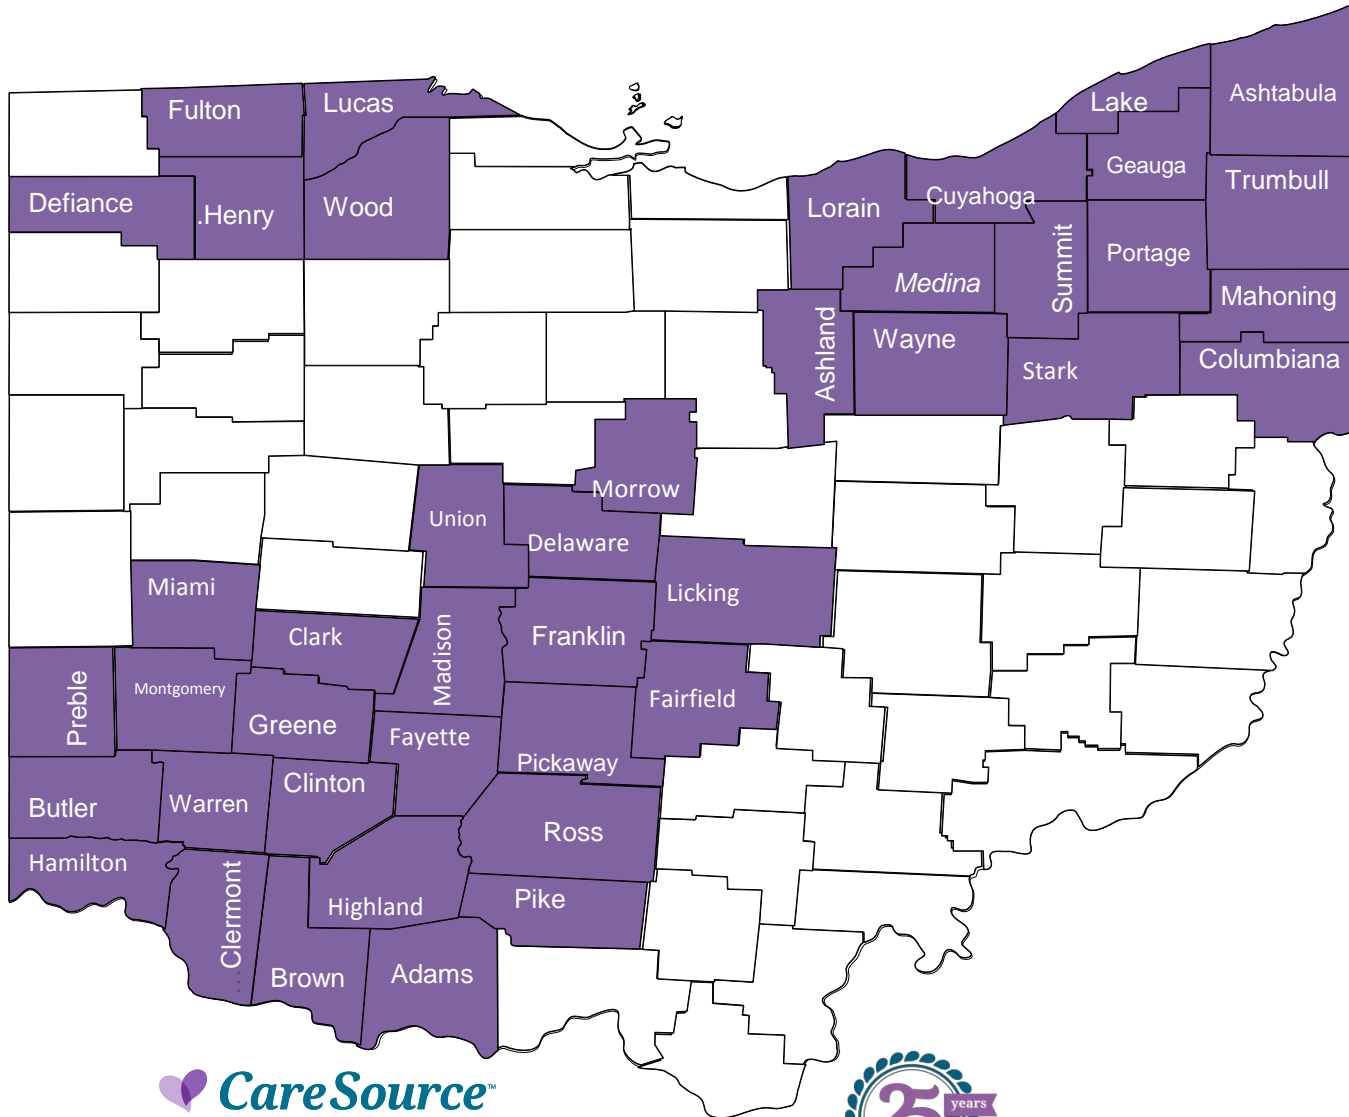 Lake
Ashtabula
Fulton
Lucas
Geauga
Trumbull
Defiance
.Henry
Wood
Lorain
Cuyahoga
Summit
Portage
Medina
Mahoning
Ashland
Wayne
Stark
Columbiana
Morrow
Union
Delaware
Miami
Licking
Clark
Madison
Franklin
Preble
Montgomery
Greene
Fayette
Fairfield
Pickaway
Butler
Warren
Clinton
Ross
Hamilton
Clermont
Highland
Pike
Brown
Adams
CareSource™
25
years